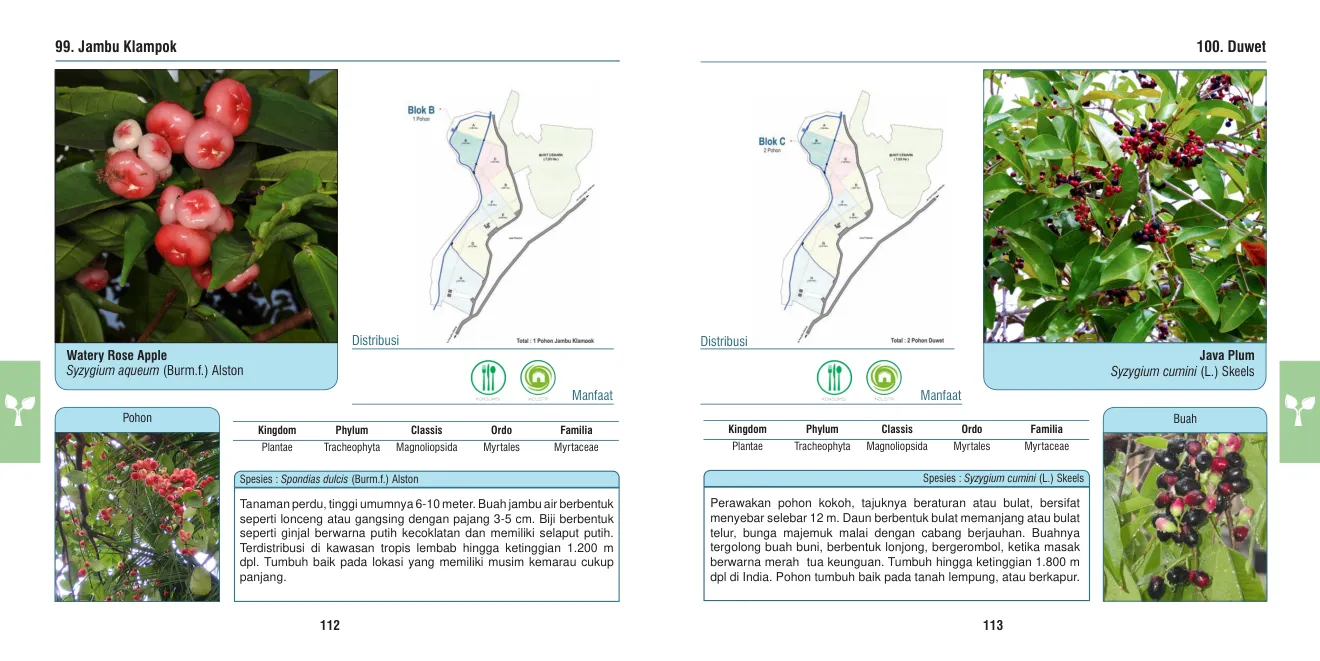 99. Jambu Klampok
Blok B
1 Pohon
Distribusi
Total : 1 Pohon Jambu Klamook
Watery Rose Apple
Syzygium aqueum (Burm.f.) Alston
KONSUMSI
Manfaat
Pohon
Kingdom Phylum Classis Ordo Familia
Plantae Tracheophyta Magnoliopsida Myrtales Myrtaceae
Spesies : Spondias dulcis (Burm.f.) Alston
Tanaman perdu, tinggi umumnya 6-10 meter. Buah jambu air berbentuk
seperti lonceng atau gangsing dengan pajang 3-5 cm. Biji berbentuk
seperti ginjal berwarna putih kecoklatan dan memiliki selaput putih.
Terdistribusi di kawasan tropis lembab hingga ketinggian 1.200 m
dpl. Tumbuh baik pada lokasi yang memiliki musim kemarau cukup
panjang.
112
100. Duwet
Blok C
2 Pohon
Distribusi
Total : 2 Pohon Duwet
Java Plum
Syzygium cumini (L.) Skeels
KONSUMSI
Manfaat
Buah
Kingdom Phylum Classis Ordo Familia
Plantae Tracheophyta Magnoliopsida Myrtales Myrtaceae
Spesies : Syzygium cumini (L.) Skeels
Perawakan pohon kokoh, tajuknya beraturan atau bulat, bersifat
menyebar selebar 12 m. Daun berbentuk bulat memanjang atau bulat
telur, bunga majemuk malai dengan cabang berjauhan. Buahnya
tergolong buah buni, berbentuk lonjong, bergerombol, ketika masak
berwarna merah tua keunguan. Tumbuh hingga ketinggian 1.800 m
dpl di India. Pohon tumbuh baik pada tanah lempung, atau berkapur.
113